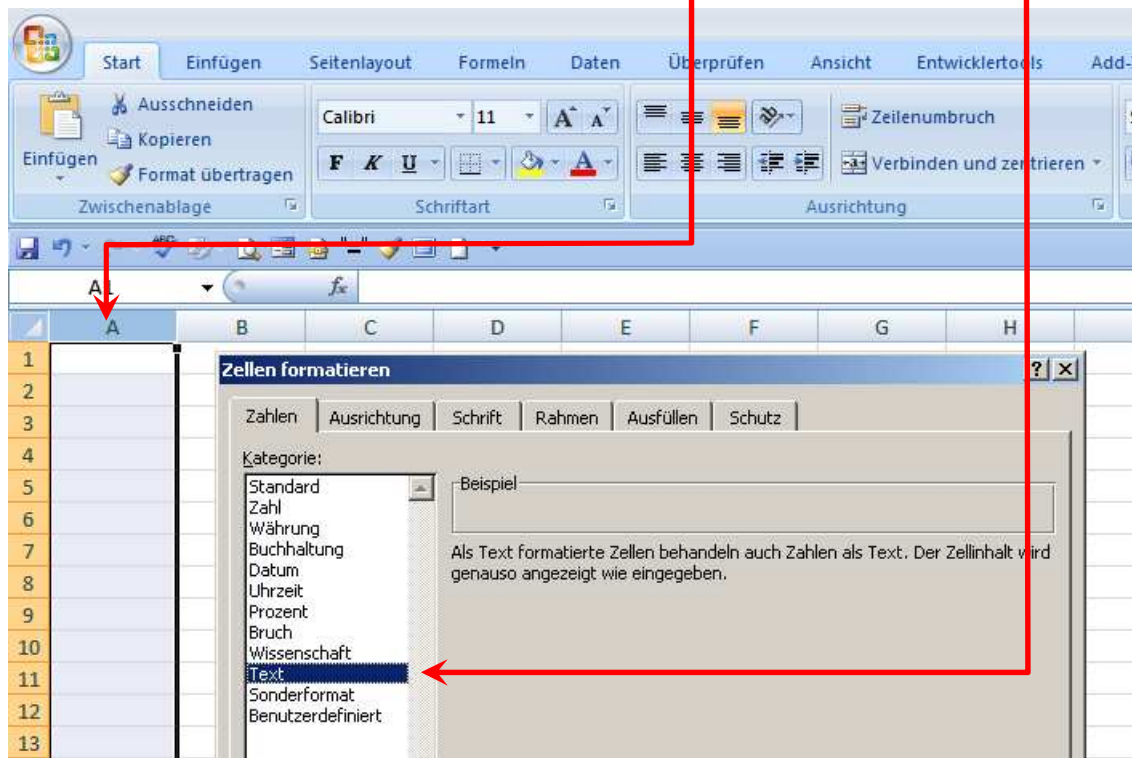 Start Einfügen Seitenlayout Formeln Daten Überprüfen Ansicht Entwicklertools Add-
Ausschneiden
Kopieren
Format übertragen
Einfügen
Zwischenablage
Calibri 11 A A
F K U A
Schriftart
Zeilenumbruch
Verbinden und zentrieren
Ausrichtung
ABC "="
A1 fx
A B C D E F G H
1
2
3
4
5
6
7
8
9
10
11
12
13
Zellen formatieren ? X
Zahlen Ausrichtung Schrift Rahmen Ausfüllen Schutz
Kategorie:
Standard
Zahl
Währung
Buchhaltung
Datum
Uhrzeit
Prozent
Bruch
Wissenschaft
Text
Sonderformat
Benutzerdefiniert
Beispiel
Als Text formatierte Zellen behandeln auch Zahlen als Text. Der Zellinhalt wird
genauso angezeigt wie eingegeben.